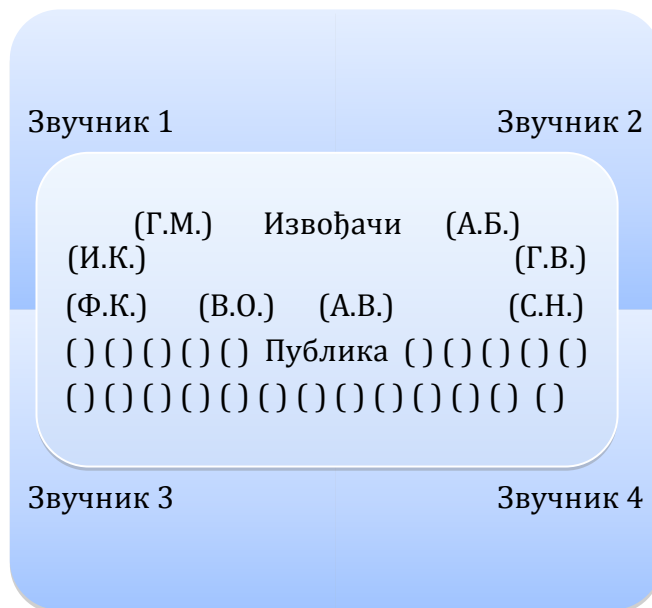 Звучник 1 Звучник 2
(Г.М.) Извођачи (А.Б.)
(И.К.) (Г.В.)
(Ф.К.) (В.О.) (А.В.) (С.Н.)
( ) ( ) ( ) ( ) ( ) Публика ( ) ( ) ( ) ( ) ( )
( ) ( ) ( ) ( ) ( ) ( ) ( ) ( ) ( ) ( ) ( ) ( ) ( )
Звучник 3 Звучник 4